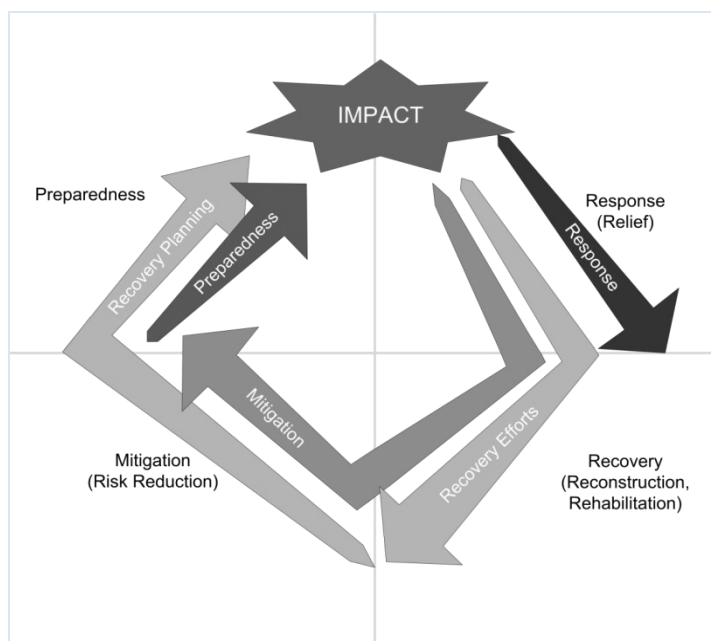 IMPACT
Preparedness
Recovery Planning
Preparedness
Response
(Relief)
Response
Mitigation
Mitigation
(Risk Reduction)
Recovery Efforts
Recovery
(Reconstruction,
Rehabilitation)